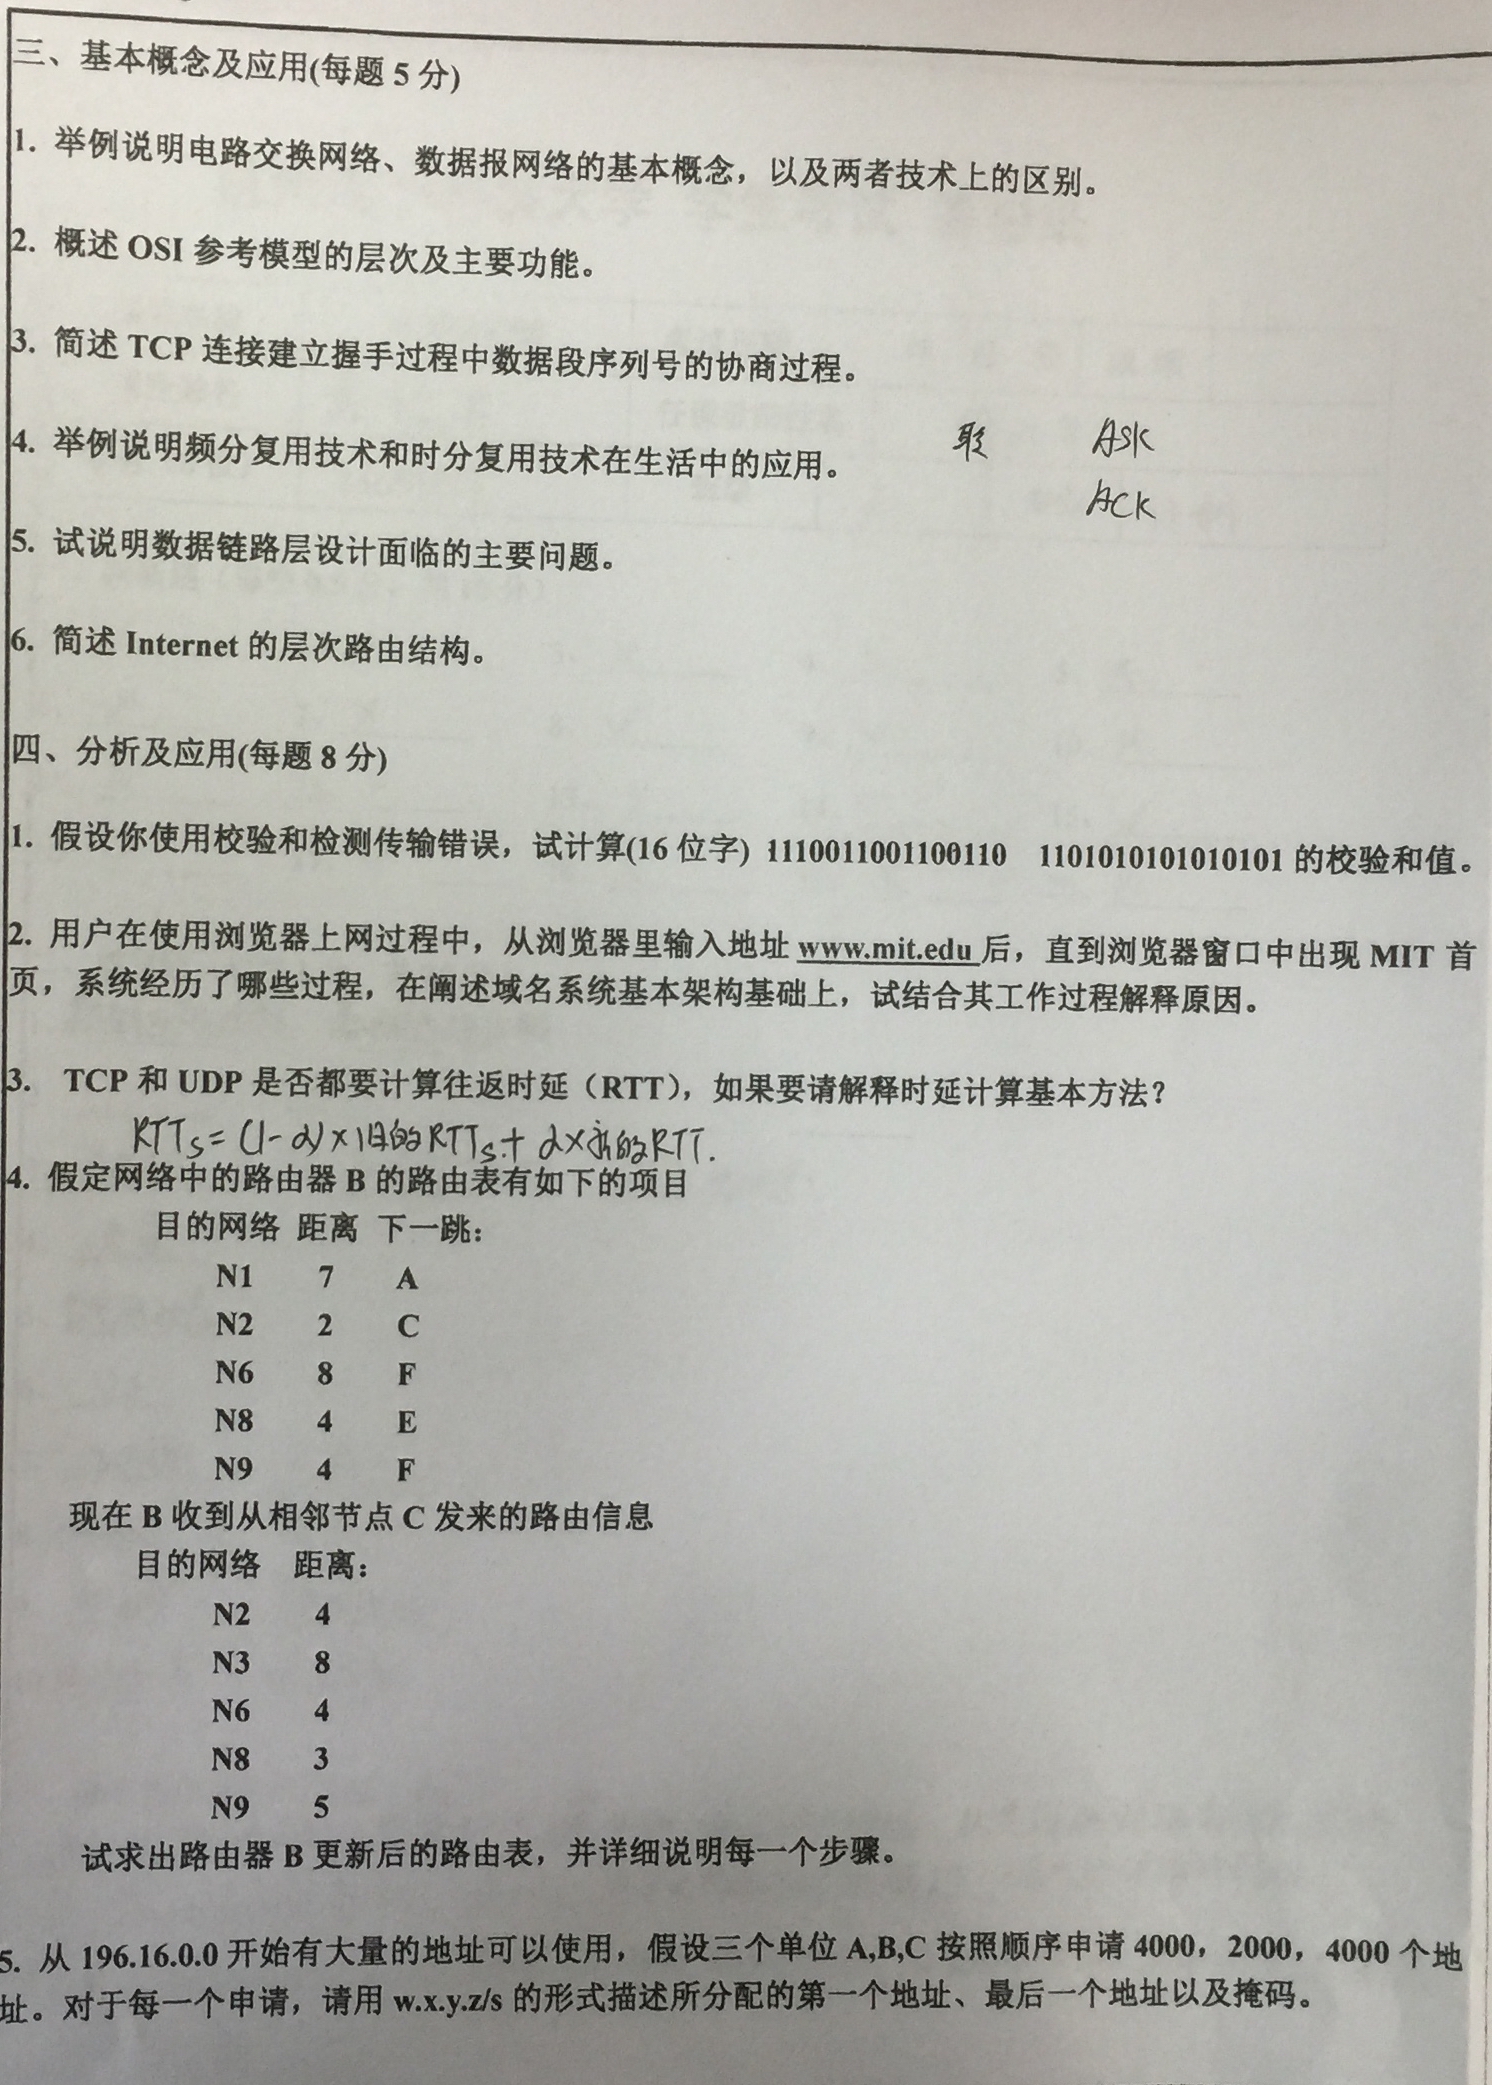 三、基本概念及应用(每题 5 分)
1. 举例说明电路交换网络、数据报网络的基本概念，以及两者技术上的区别。
2. 概述 OSI 参考模型的层次及主要功能。
3. 简述 TCP 连接建立握手过程中数据段序列号的协商过程。
4. 举例说明频分复用技术和时分复用技术在生活中的应用。
ASK
ACK
5. 试说明数据链路层设计面临的主要问题。
6. 简述 Internet 的层次路由结构。
四、分析及应用(每题 8 分)
1. 假设你使用校验和检测传输错误，试计算(16 位字) 1110011001100110 1101010101010101 的校验和值。
2. 用户在使用浏览器上网过程中，从浏览器里输入地址 www.mit.edu 后，直到浏览器窗口中出现 MIT 首
页，系统经历了哪些过程，在阐述域名系统基本架构基础上，试结合其工作过程解释原因。
3. TCP 和 UDP 是否都要计算往返时延（RTT），如果要请解释时延计算基本方法？
RTTs = (1-α)×旧的RTTs + α×新的RTT.
4. 假定网络中的路由器 B 的路由表有如下的项目
目的网络 距离 下一跳：
N1 7 A
N2 2 C
N6 8 F
N8 4 E
N9 4 F
现在 B 收到从相邻节点 C 发来的路由信息
目的网络 距离：
N2 4
N3 8
N6 4
N8 3
N9 5
试求出路由器 B 更新后的路由表，并详细说明每一个步骤。
5. 从 196.16.0.0 开始有大量的地址可以使用，假设三个单位 A,B,C 按照顺序申请 4000，2000，4000 个地
址。对于每一个申请，请用 w.x.y.z/s 的形式描述所分配的第一个地址、最后一个地址以及掩码。